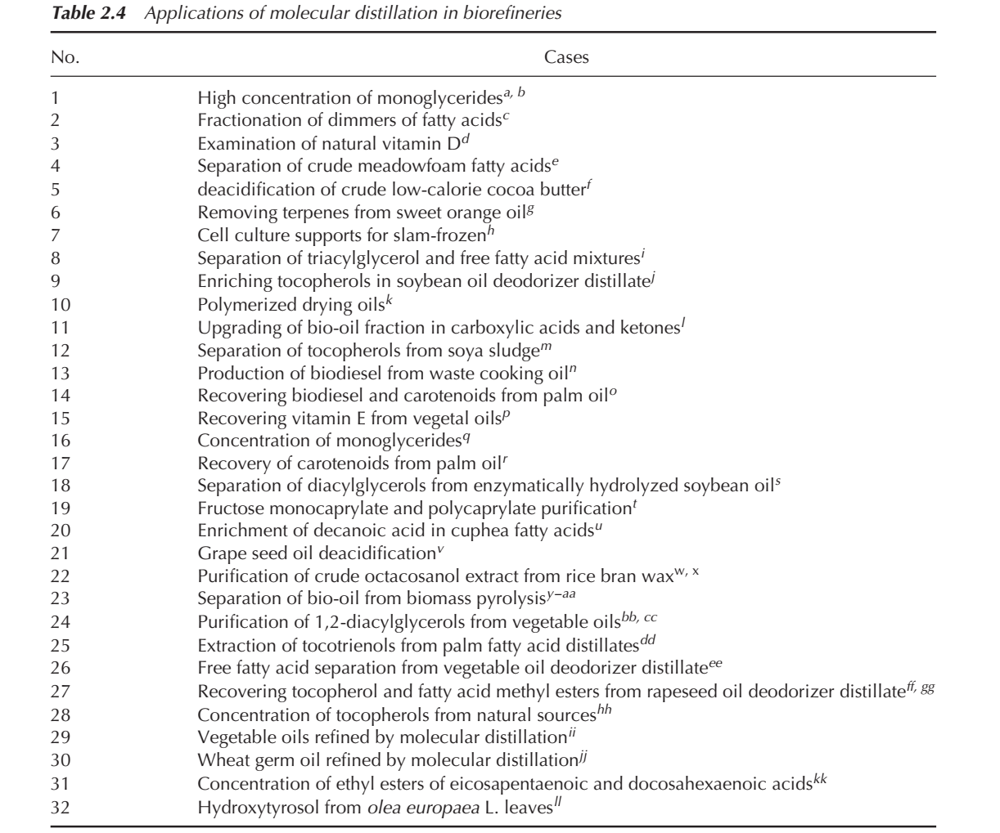 Table 2.4 Applications of molecular distillation in biorefineries
No. Cases
1 High concentration of monoglycerides^a, b
2 Fractionation of dimmers of fatty acids^c
3 Examination of natural vitamin D^d
4 Separation of crude meadowfoam fatty acids^e
5 deacidification of crude low-calorie cocoa butter^f
6 Removing terpenes from sweet orange oil^g
7 Cell culture supports for slam-frozen^h
8 Separation of triacylglycerol and free fatty acid mixtures^i
9 Enriching tocopherols in soybean oil deodorizer distillate^j
10 Polymerized drying oils^k
11 Upgrading of bio-oil fraction in carboxylic acids and ketones^l
12 Separation of tocopherols from soya sludge^m
13 Production of biodiesel from waste cooking oil^n
14 Recovering biodiesel and carotenoids from palm oil^o
15 Recovering vitamin E from vegetal oils^p
16 Concentration of monoglycerides^q
17 Recovery of carotenoids from palm oil^r
18 Separation of diacylglycerols from enzymatically hydrolyzed soybean oil^s
19 Fructose monocaprylate and polycaprylate purification^t
20 Enrichment of decanoic acid in cuphea fatty acids^u
21 Grape seed oil deacidification^v
22 Purification of crude octacosanol extract from rice bran wax^w, x
23 Separation of bio-oil from biomass pyrolysis^y–aa
24 Purification of 1,2-diacylglycerols from vegetable oils^bb, cc
25 Extraction of tocotrienols from palm fatty acid distillates^dd
26 Free fatty acid separation from vegetable oil deodorizer distillate^ee
27 Recovering tocopherol and fatty acid methyl esters from rapeseed oil deodorizer distillate^ff, gg
28 Concentration of tocopherols from natural sources^hh
29 Vegetable oils refined by molecular distillation^ii
30 Wheat germ oil refined by molecular distillation^jj
31 Concentration of ethyl esters of eicosapentaenoic and docosahexaenoic acids^kk
32 Hydroxytyrosol from olea europaea L. leaves^ll